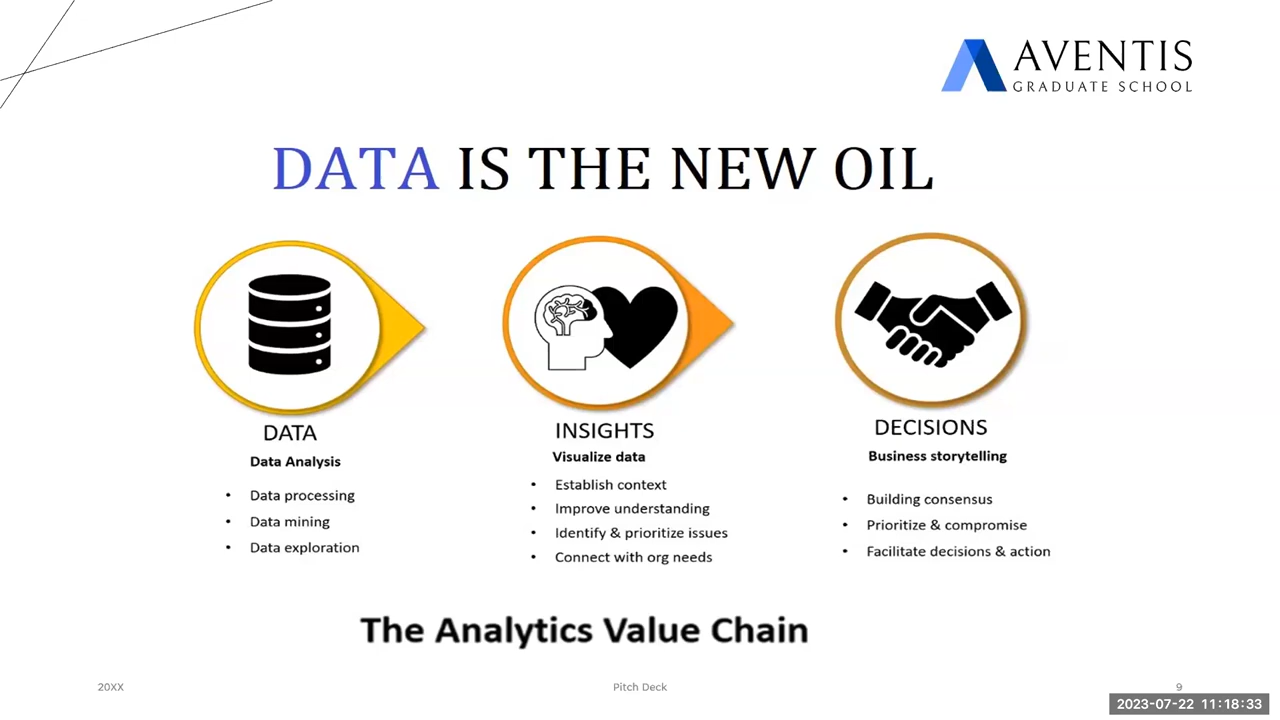 AVENTIS
GRADUATE SCHOOL
DATA IS THE NEW OIL
DATA
Data Analysis
• Data processing
• Data mining
• Data exploration
INSIGHTS
Visualize data
• Establish context
• Improve understanding
• Identify & prioritize issues
• Connect with org needs
DECISIONS
Business storytelling
• Building consensus
• Prioritize & compromise
• Facilitate decisions & action
The Analytics Value Chain
20XX
Pitch Deck
9
2023-07-22 11:18:33